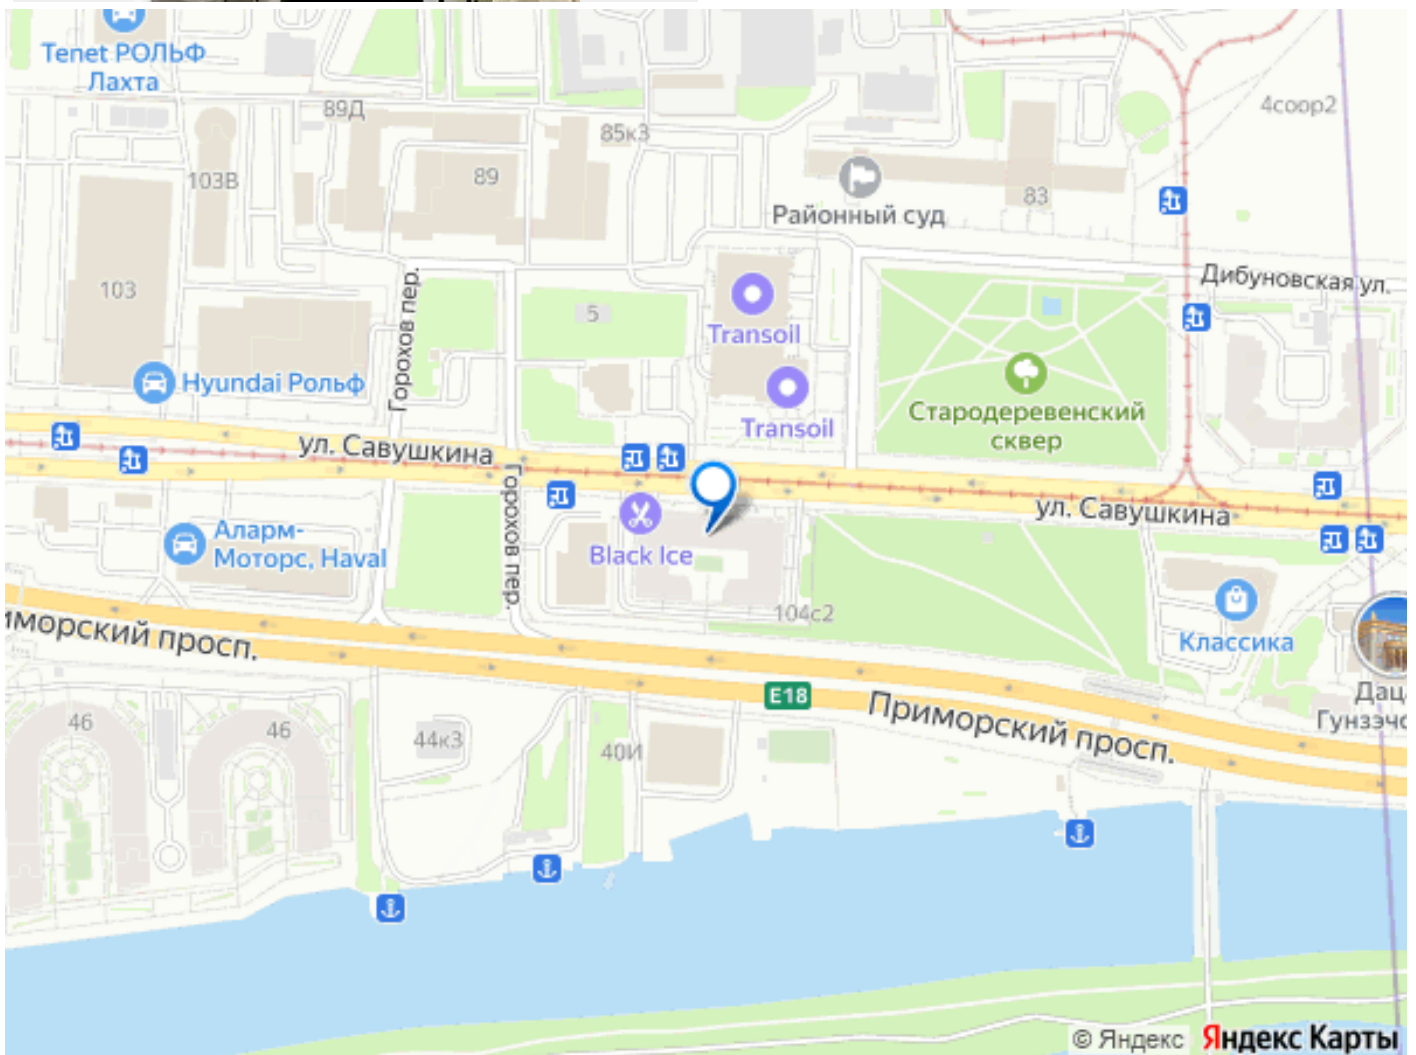 Tenet РОЛЬФ
Лахта
89Д
85к3
4соор2
103В
89
83
Районный суд
103
Горохов пер.
5
Transoil
Дибуновская ул.
Hyundai Рольф
Transoil
Стародеревенский
сквер
ул. Савушкина
ул. Савушкина
Горохов пер.
Аларм-
Моторс, Haval
Black Ice
104с2
Классика
морский просп.
E18
Приморский просп.
Дац
Гунзэчо
46
46
44к3
40И
© Яндекс Яндекс Карты